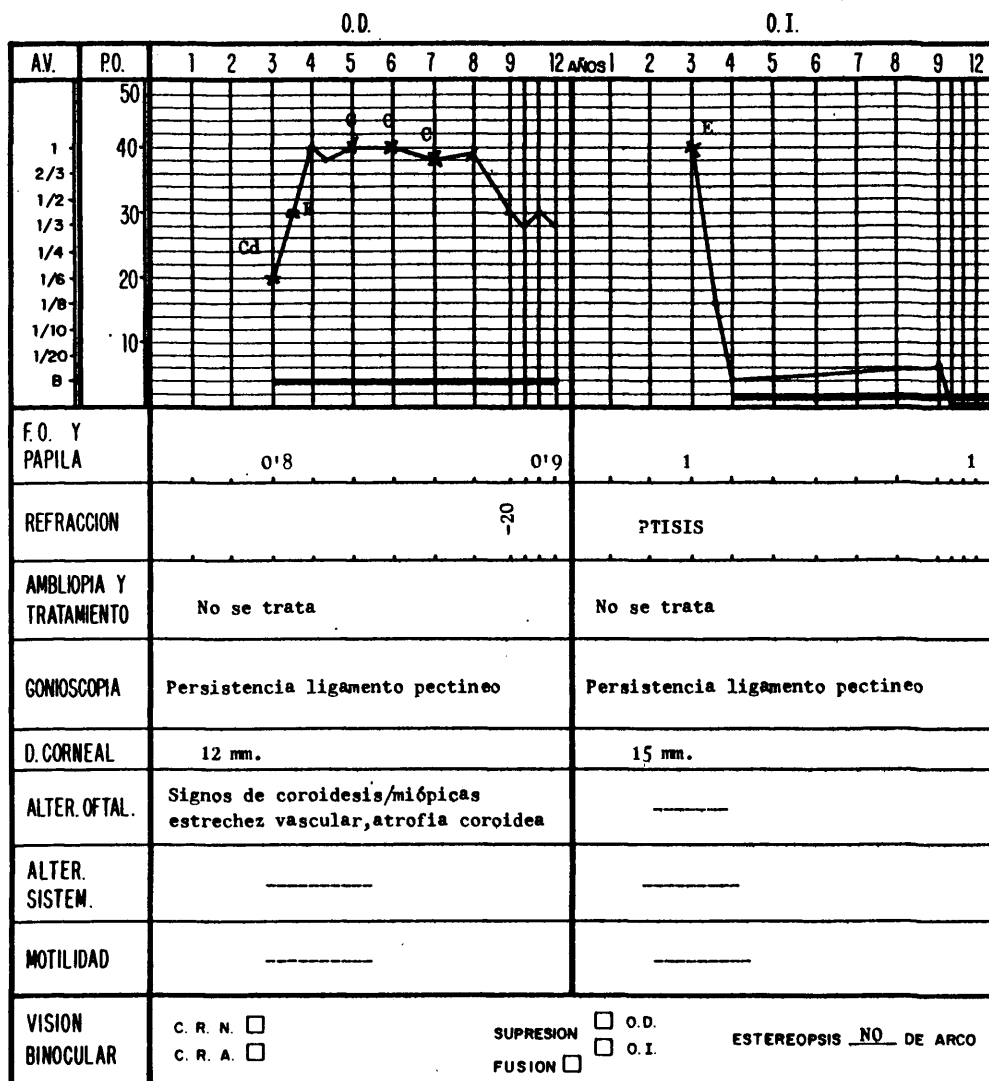 O.D. O.I.
A.V. P.O. 1 2 3 4 5 6 7 8 9 12 AÑOS 1 2 3 4 5 6 7 8 9 12
50
1 40
2/3
1/2 30
1/3
1/4
1/6 20
1/8
1/10 10
1/20
B
Cd E C C C E
F.O. Y
PAPILA 0'8 0'9 1 1
REFRACCION -20 PTISIS
AMBLIOPIA Y
TRATAMIENTO No se trata No se trata
GONIOSCOPIA Persistencia ligamento pectineo Persistencia ligamento pectineo
D. CORNEAL 12 mm. 15 mm.
ALTER. OFTAL. Signos de coroidesis/miópicas
estrechez vascular, atrofia coroidea
ALTER.
SISTEM.
MOTILIDAD
VISION
BINOCULAR
C. R. N.
C. R. A.
SUPRESION O.D.
O.I.
FUSION
ESTEREOPSIS NO DE ARCO